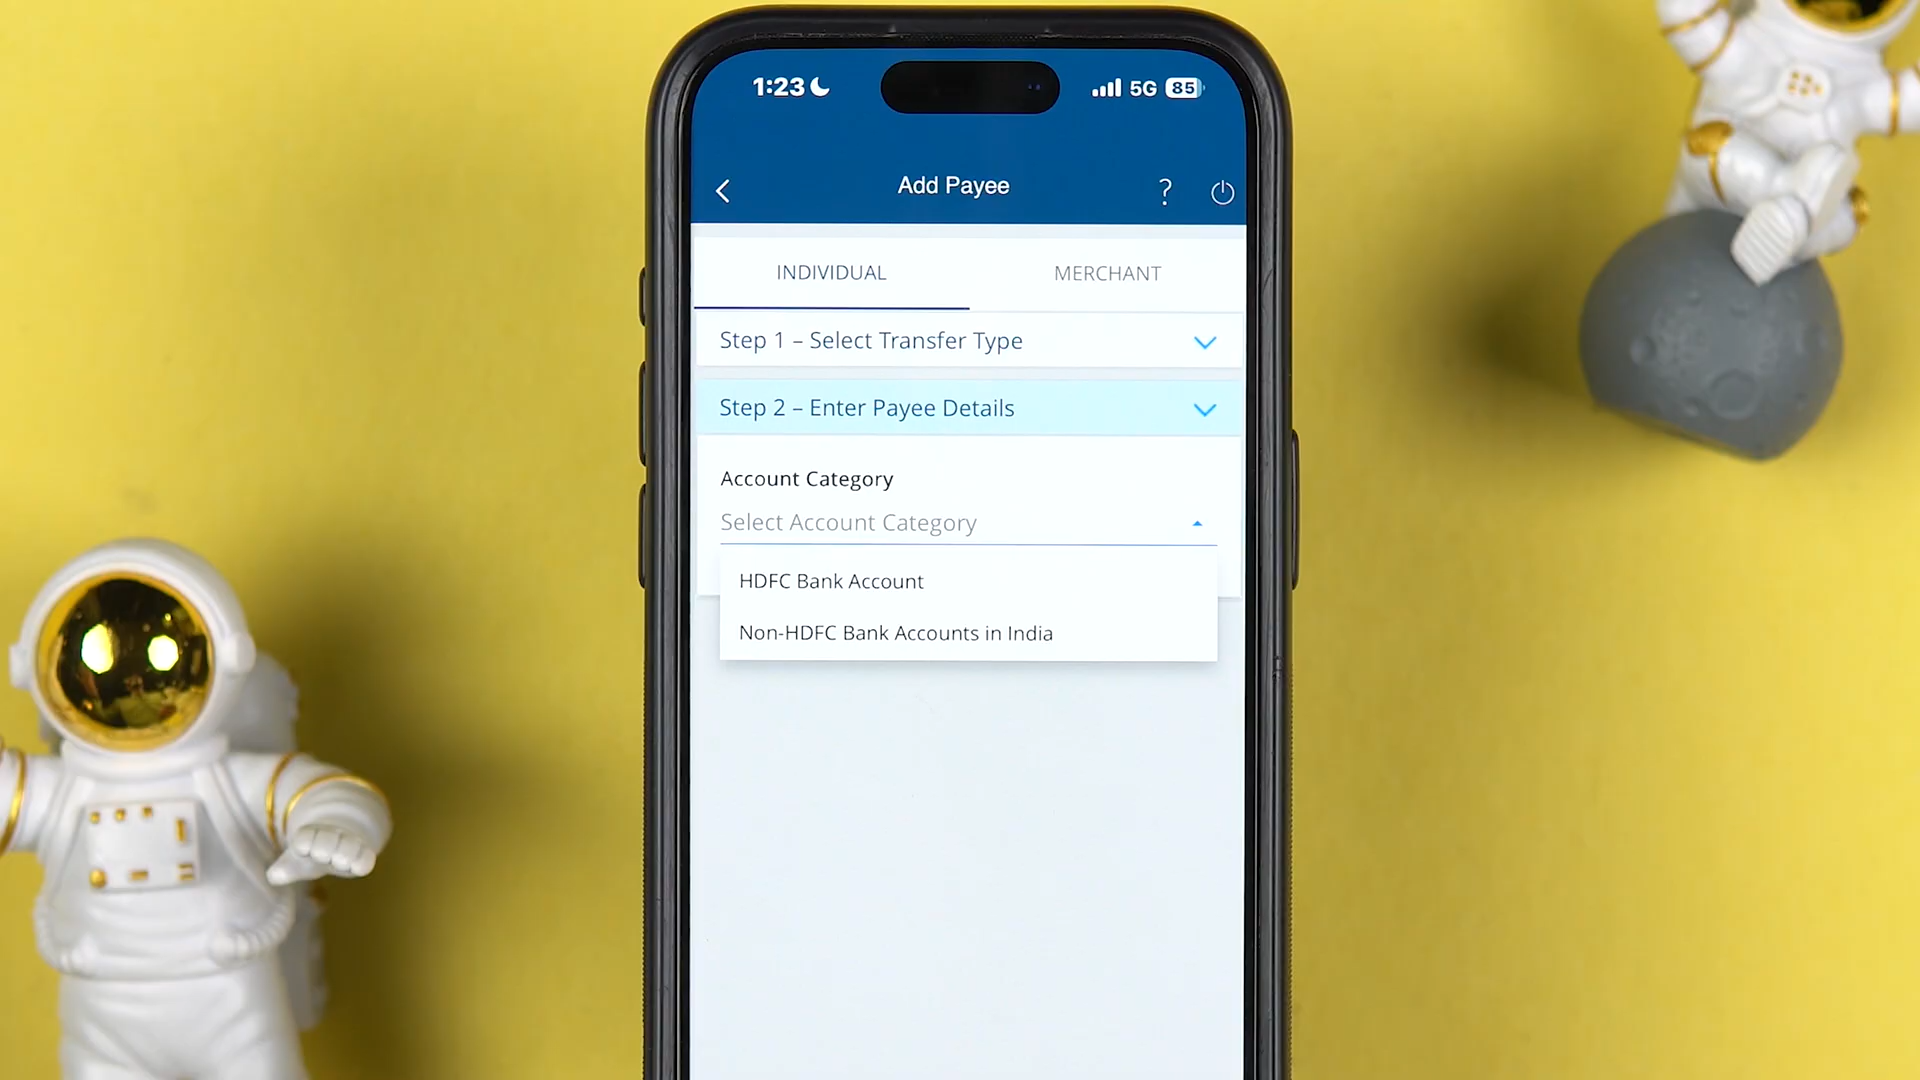 1:23 5G 85
Add Payee ?
INDIVIDUAL MERCHANT
Step 1 – Select Transfer Type
Step 2 – Enter Payee Details
Account Category
Select Account Category
HDFC Bank Account
Non-HDFC Bank Accounts in India